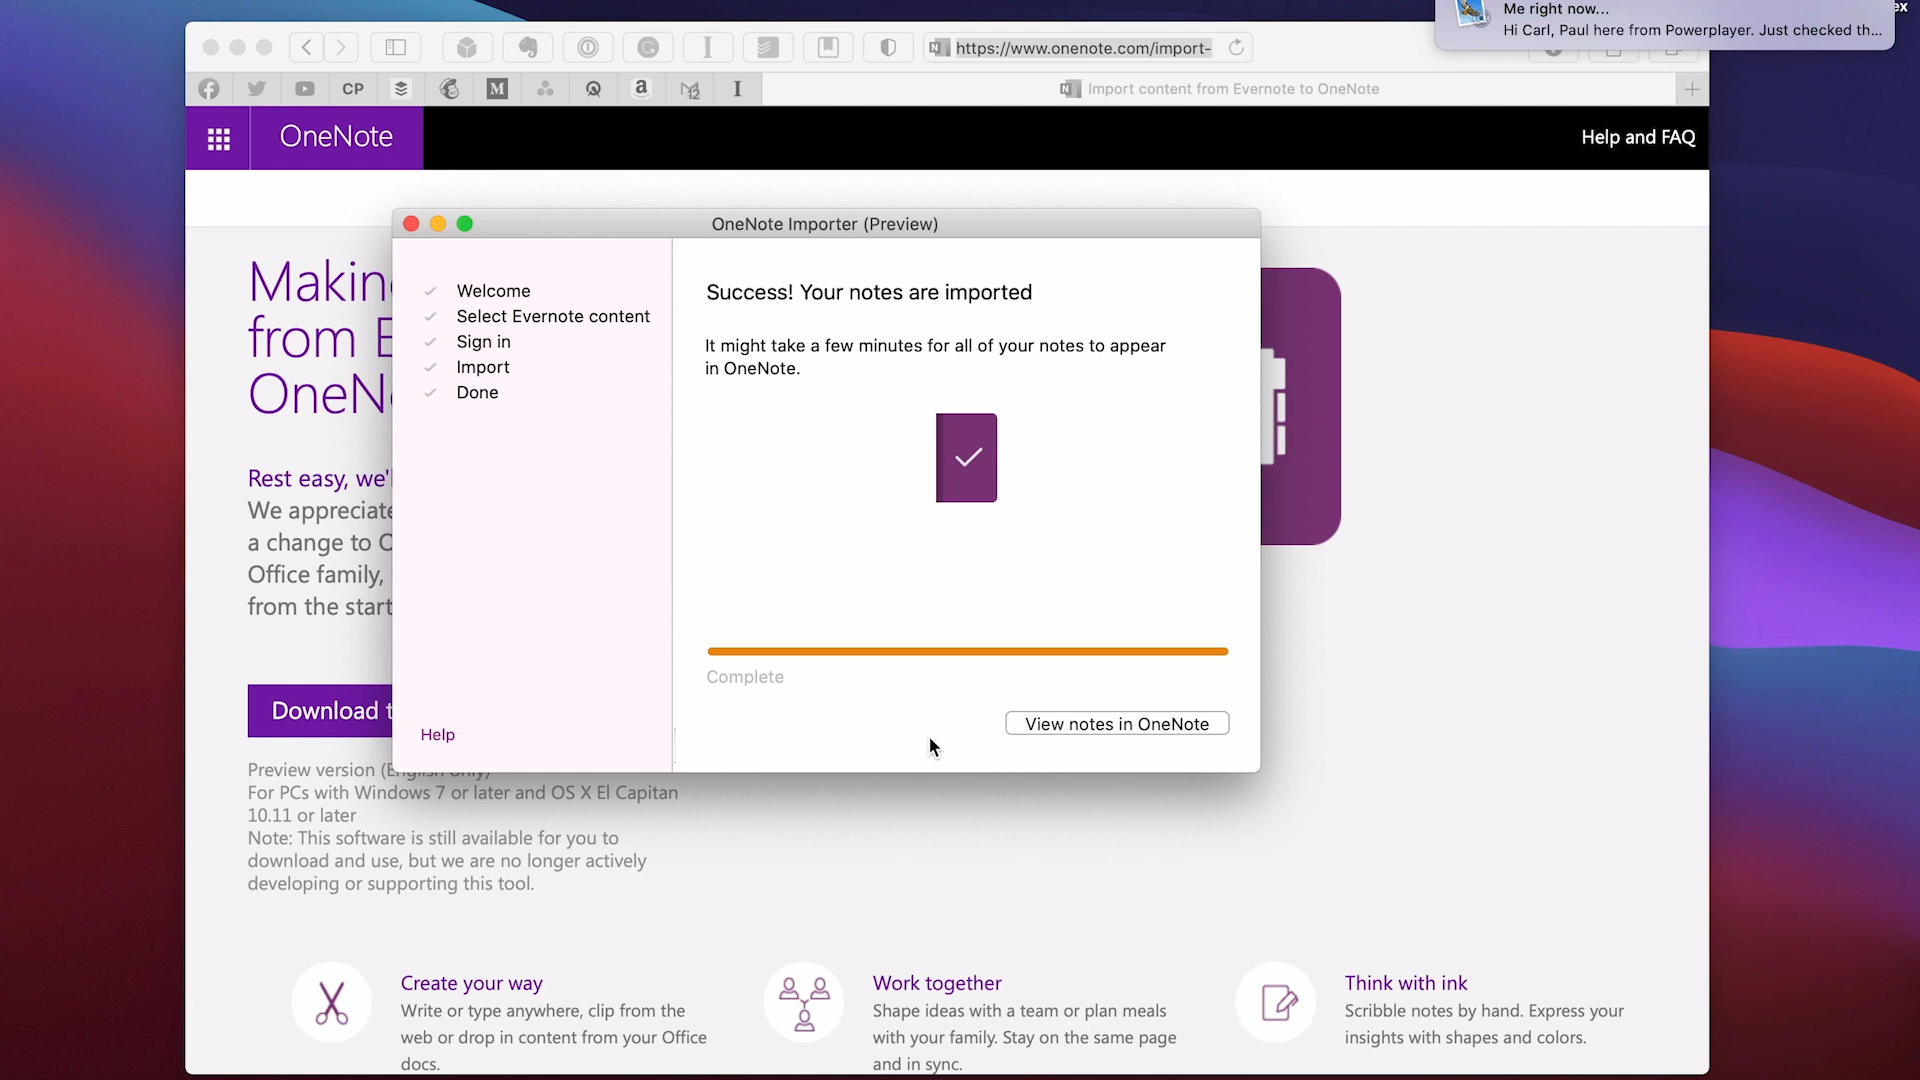 Me right now...
Hi Carl, Paul here from Powerplayer. Just checked th...
ex
https://www.onenote.com/import-
CP
M
12
Import content from Evernote to OneNote
OneNote
Help and FAQ
OneNote Importer (Preview)
Making
from E
OneNo
Welcome
Select Evernote content
Sign in
Import
Done
Help
Success! Your notes are imported
It might take a few minutes for all of your notes to appear
in OneNote.
Complete
View notes in OneNote
Rest easy, we'l
We appreciate
a change to O
Office family,
from the start
Download t
Preview version (English only)
For PCs with Windows 7 or later and OS X El Capitan
10.11 or later
Note: This software is still available for you to
download and use, but we are no longer actively
developing or supporting this tool.
Create your way
Write or type anywhere, clip from the
web or drop in content from your Office
docs.
Work together
Shape ideas with a team or plan meals
with your family. Stay on the same page
and in sync.
Think with ink
Scribble notes by hand. Express your
insights with shapes and colors.